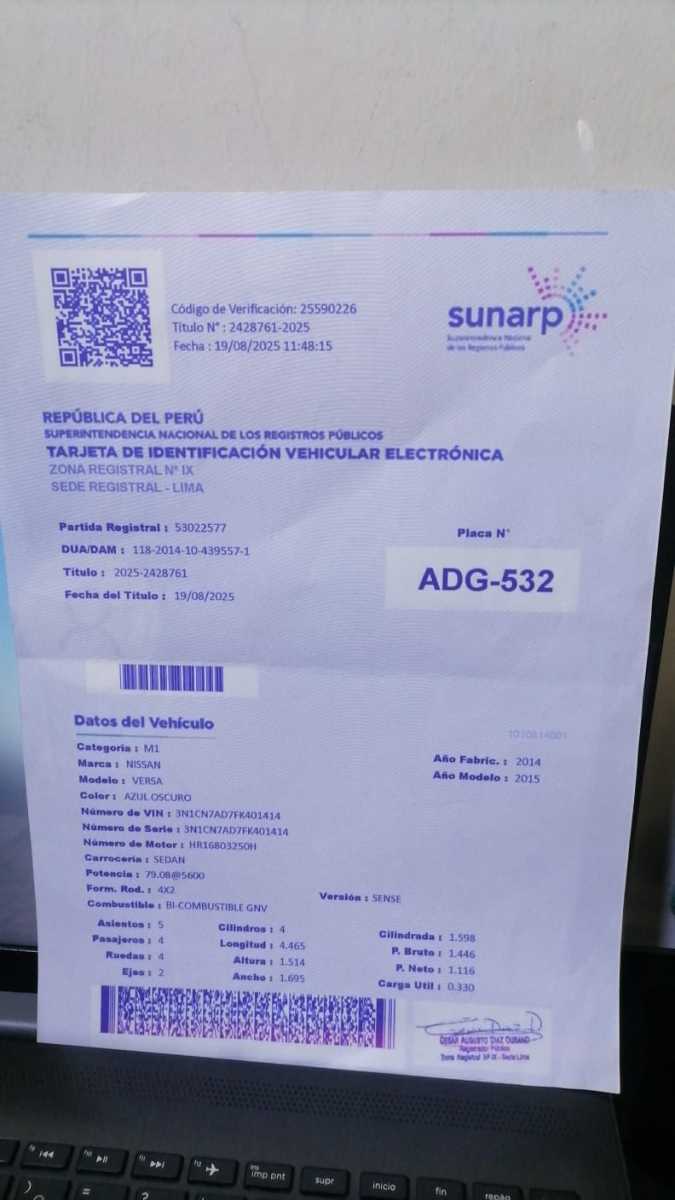 Código de Verificación: 25590226
Título N° : 2428761-2025
Fecha : 19/08/2025 11:48:15
sunarp
Superintendencia Nacional
de los Registros Públicos
REPÚBLICA DEL PERÚ
SUPERINTENDENCIA NACIONAL DE LOS REGISTROS PÚBLICOS
TARJETA DE IDENTIFICACIÓN VEHICULAR ELECTRÓNICA
ZONA REGISTRAL N° IX
SEDE REGISTRAL - LIMA
Partida Registral : 53022577
DUA/DAM : 118-2014-10-439557-1
Título : 2025-2428761
Fecha del Título : 19/08/2025
Placa N°
ADG-532
Datos del Vehículo
Categoría : M1
Marca : NISSAN
Modelo : VERSA
Color : AZUL OSCURO
Número de VIN : 3N1CN7AD7FK401414
Número de Serie : 3N1CN7AD7FK401414
Número de Motor : HR16803250H
Carrocería : SEDAN
Potencia : 79.08@5600
Form. Rod. : 4X2
Combustible : BI-COMBUSTIBLE GNV
Año Fabric. : 2014
Año Modelo : 2015
Versión : SENSE
Asientos : 5
Pasajeros : 4
Ruedas : 4
Ejes : 2
Cilindros : 4
Longitud : 4.465
Altura : 1.514
Ancho : 1.695
Cilindrada : 1.598
P. Bruto : 1.446
P. Neto : 1.116
Carga Util : 0.330
CESAR AUGUSTO DIAZ DURAND
Registrador Público
Zona Registral N° IX - Sede Lima
imp pnt
supr
inicio
fin
repág